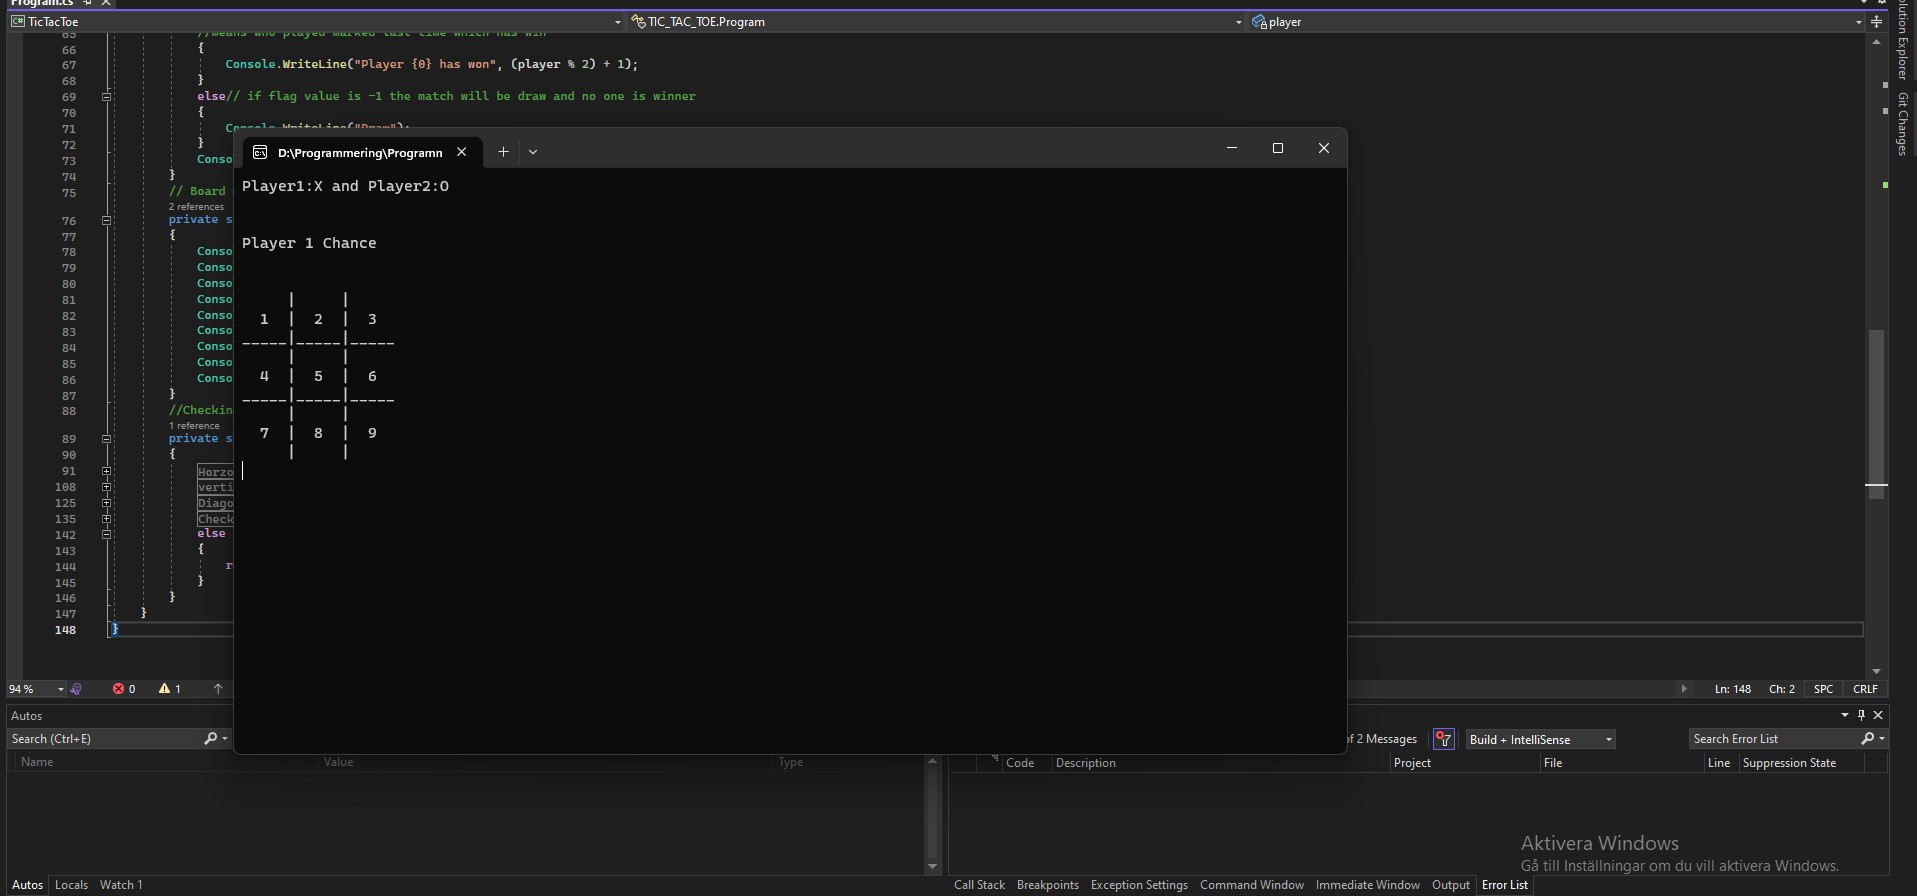 Program.cs
TicTacToe
TIC_TAC_TOE.Program
player
Solution Explorer
Git Changes
65 //means who played marked last time which has win
66 {
67 Console.WriteLine("Player {0} has won", (player % 2) + 1);
68 }
69 else// if flag value is -1 the match will be draw and no one is winner
70 {
71 Console.WriteLine("Draw");
72 }
73 Conso
74 }
75 // Board
2 references
76 private s
77 {
78 Conso
79 Conso
80 Conso
81 Conso
82 Conso
83 Conso
84 Conso
85 Conso
86 Conso
87 }
88 //Checkin
1 reference
89 private s
90 {
91 Horzo
108 verti
125 Diago
135 Check
142 else
143 {
144 r
145 }
146 }
147 }
148 }
D:\Programmering\Programn
Player1:X and Player2:O
Player 1 Chance
| |
1 | 2 | 3
_____|_____|_____
| |
4 | 5 | 6
_____|_____|_____
| |
7 | 8 | 9
| |
94 %
0
1
Ln: 148
Ch: 2
SPC
CRLF
Autos
Search (Ctrl+E)
Name
Value
Type
of 2 Messages
Build + IntelliSense
Search Error List
Code
Description
Project
File
Line
Suppression State
Aktivera Windows
Gå till Inställningar om du vill aktivera Windows.
Autos
Locals
Watch 1
Call Stack
Breakpoints
Exception Settings
Command Window
Immediate Window
Output
Error List